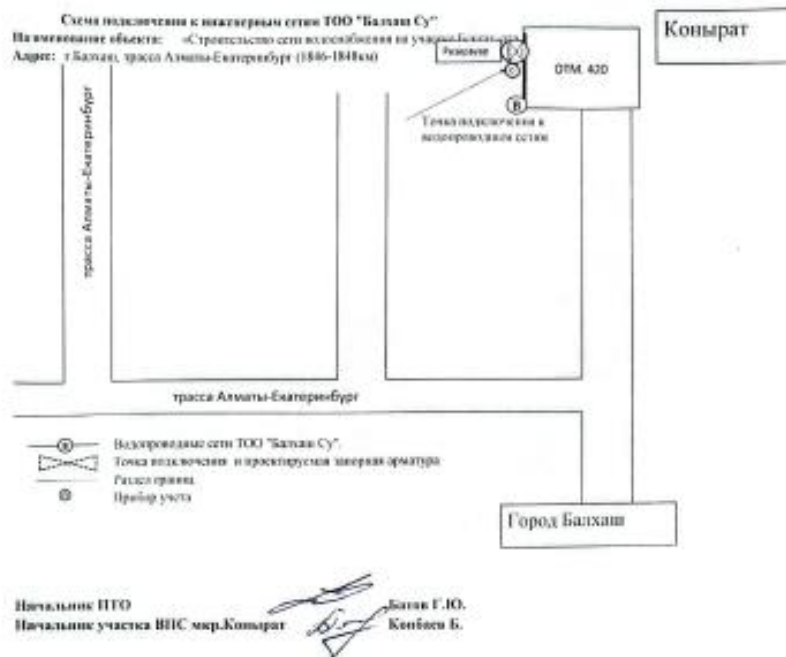 Схема подключения к инженерным сетям ТОО "Балхаш Су"
Наименование объекта: «Строительство сети водоснабжения на участке
Адрес: г.Балхаш, трасса Алматы-Екатеринбург (1846-1848км)
Конырат
ОТМ. 420
В
Точка подключения к
водопроводным сетям
трасса Алматы-Екатеринбург
трасса Алматы-Екатеринбург
Водопроводные сети ТОО "Балхаш Су".
Точка подключения и проектируемая запорная арматура
Раздел границ
Прибор учета
Город Балхаш
Начальник ПТО Батов Г.Ю.
Начальник участка ВПС мкр.Конырат Конбаев Б.